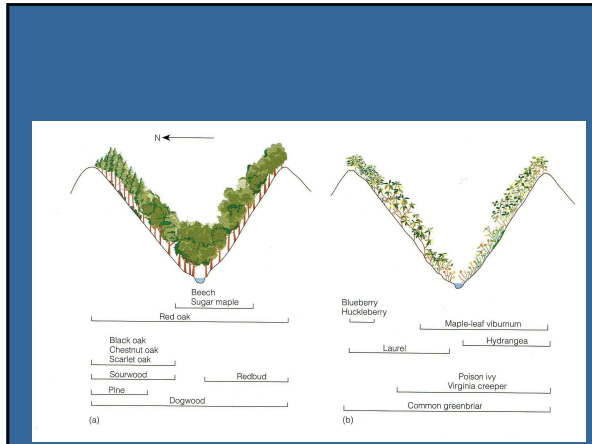 N
Beech
Sugar maple
Red oak
Black oak
Chestnut oak
Scarlet oak
Sourwood
Redbud
Pine
Dogwood
(a)
Blueberry
Huckleberry
Maple-leaf viburnum
Hydrangea
Laurel
Poison ivy
Virginia creeper
Common greenbriar
(b)